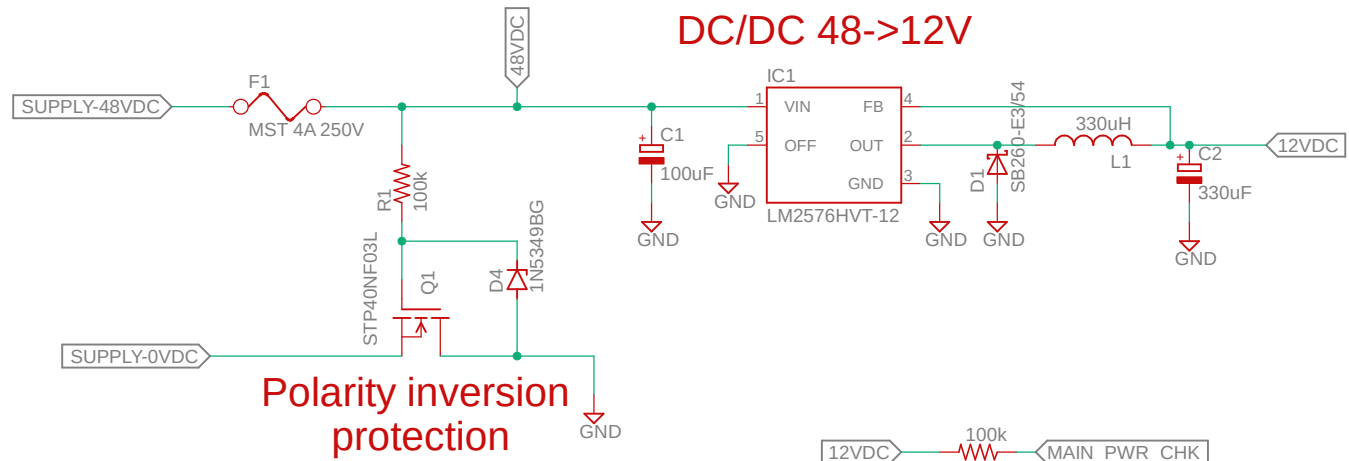 DC/DC 48->12V
48VDC
SUPPLY-48VDC
F1
MST 4A 250V
C1
100uF
GND
IC1
1 VIN FB 4
5 OFF OUT 2
GND 3
LM2576HVT-12
GND
GND
D1
SB260-E3/54
GND
330uH
L1
C2
330uF
GND
12VDC
R1
100k
STP40NF03L
Q1
D4
1N5349BG
SUPPLY-0VDC
Polarity inversion
protection
GND
12VDC
100k
MAIN_PWR_CHK